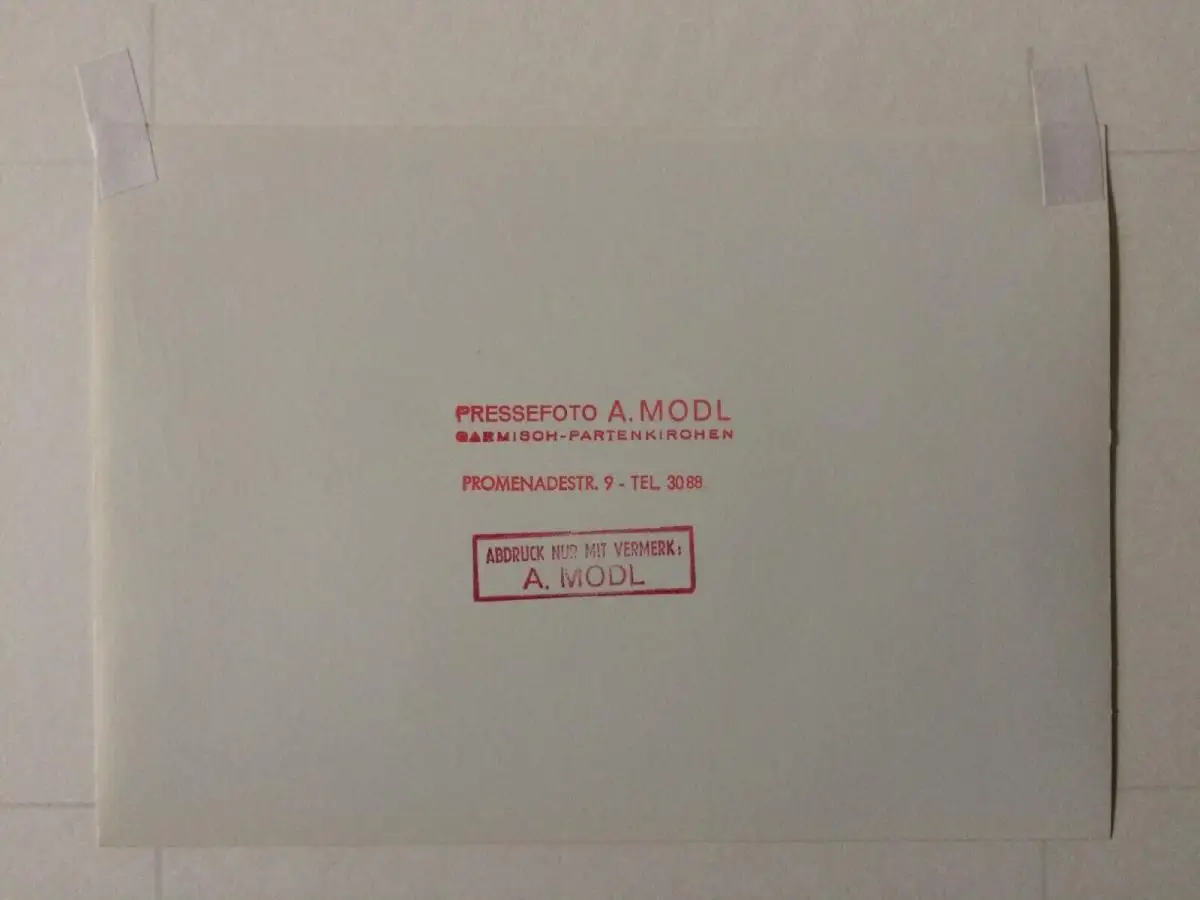 PRESSEFOTO A. MODL
GARMISCH-PARTENKIRCHEN
PROMENADESTR. 9 - TEL. 3088
ABDRUCK NUR MIT VERMERK:
A. MODL